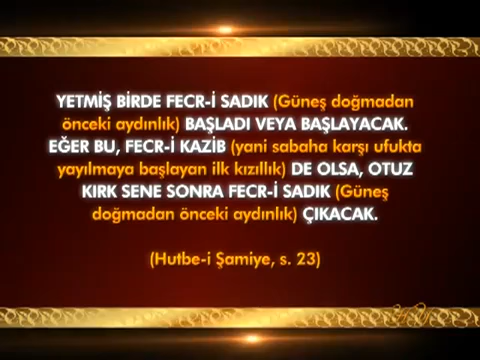 YETMİŞ BİRDE FECR-İ SADIK (Güneş doğmadan
önceki aydınlık) BAŞLADI VEYA BAŞLAYACAK.
EĞER BU, FECR-İ KAZİB (yani sabaha karşı ufukta
yayılmaya başlayan ilk kızıllık) DE OLSA, OTUZ
KIRK SENE SONRA FECR-İ SADIK (Güneş
doğmadan önceki aydınlık) ÇIKACAK.
(Hutbe-i Şamiye, s. 23)